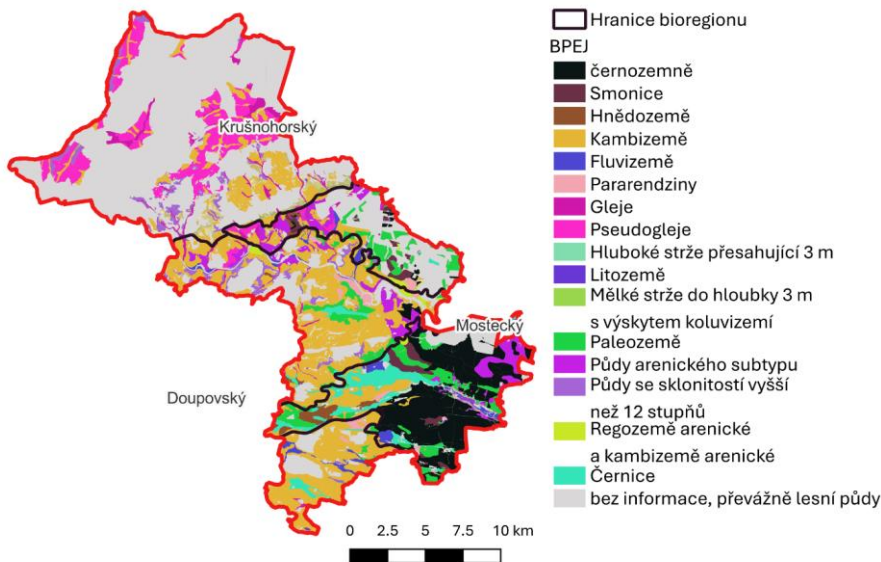 Hranice bioregionu
BPEJ
černozemně
Smonice
Hnědozemě
Kambizemě
Fluvizemě
Pararendziny
Gleje
Pseudogleje
Hluboké strže přesahující 3 m
Litozemě
Mělké strže do hloubky 3 m
s výskytem koluvizemí
Paleozemě
Půdy arenického subtypu
Půdy se sklonitostí vyšší
než 12 stupňů
Regozemě arenické
a kambizemě arenické
Černice
bez informace, převážně lesní půdy
Krušnohorský
Mostecký
Doupovský
0 2.5 5 7.5 10 km